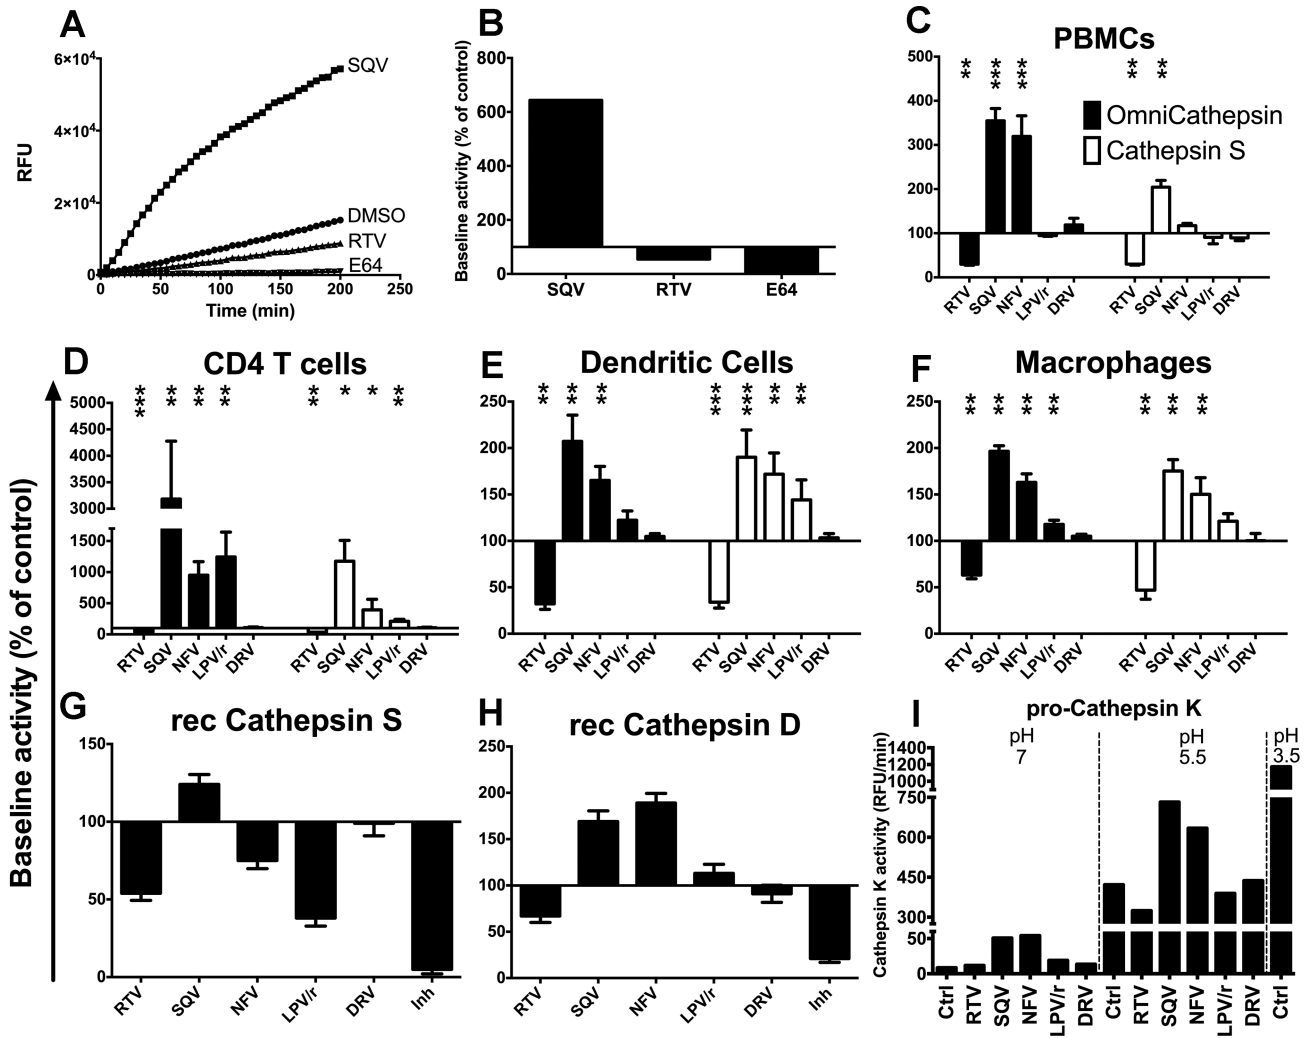 A
RFU
6×10⁴
4×10⁴
2×10⁴
0
0 50 100 150 200 250
Time (min)
SQV
DMSO
RTV
E64
B
Baseline activity (% of control)
800
600
400
200
0
SQV RTV E64
C
PBMCs
500
400
300
200
100
0
** *** *** ** **
OmniCathepsin
Cathepsin S
RTV SQV NFV LPV/r DRV RTV SQV NFV LPV/r DRV
Baseline activity (% of control)
D
CD4 T cells
*** ** ** ** ** * * **
5000
4500
4000
3500
3000
1500
1000
500
0
RTV SQV NFV LPV/r DRV RTV SQV NFV LPV/r DRV
E
Dendritic Cells
** ** ** *** *** ** **
250
200
150
100
50
0
RTV SQV NFV LPV/r DRV RTV SQV NFV LPV/r DRV
F
Macrophages
** ** ** ** ** ** **
250
200
150
100
50
0
RTV SQV NFV LPV/r DRV RTV SQV NFV LPV/r DRV
G
rec Cathepsin S
150
100
50
0
RTV SQV NFV LPV/r DRV Inh
H
rec Cathepsin D
250
200
150
100
50
0
RTV SQV NFV LPV/r DRV Inh
I
pro-Cathepsin K
pH
7
pH
5.5
pH
3.5
Cathepsin K activity (RFU/min)
1400
1200
1000
750
600
450
300
50
0
Ctrl RTV SQV NFV LPV/r DRV Ctrl RTV SQV NFV LPV/r DRV Ctrl